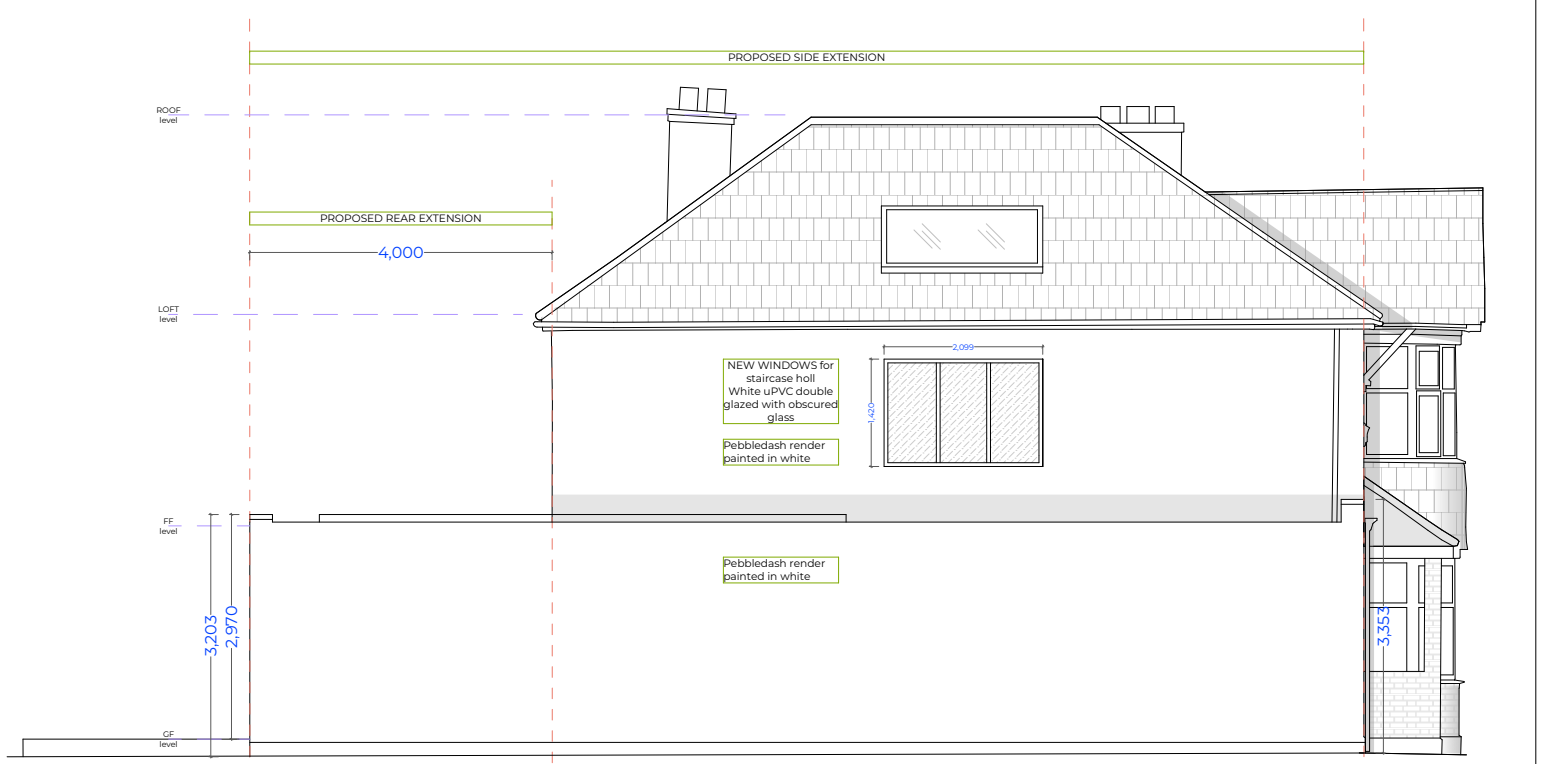 PROPOSED SIDE EXTENSION
ROOF
level
PROPOSED REAR EXTENSION
4,000
LOFT
level
2,099
NEW WINDOWS for
staircase holl
White uPVC double
glazed with obscured
glass
1,420
Pebbledash render
painted in white
FF
level
Pebbledash render
painted in white
3,203
2,970
3,353
GF
level